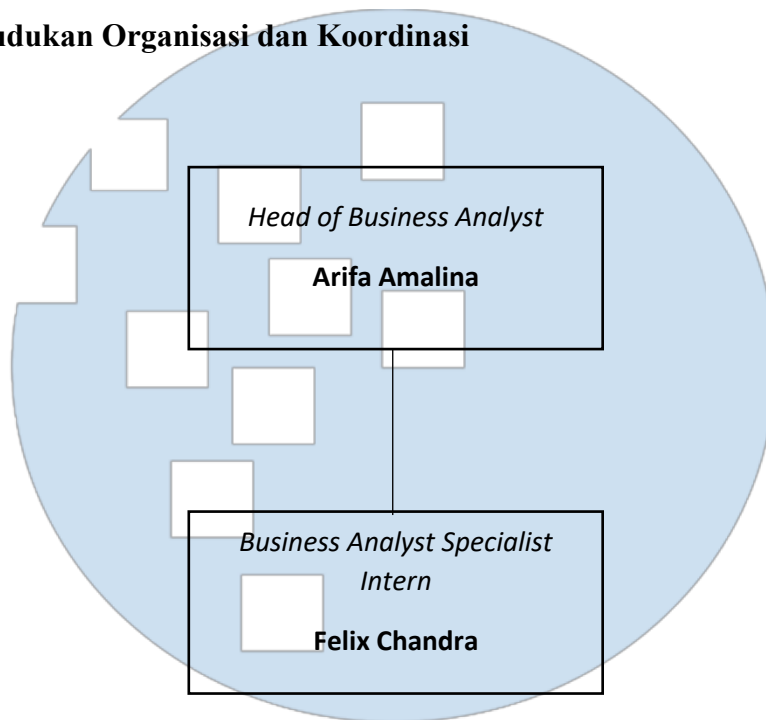 udukan Organisasi dan Koordinasi
Head of Business Analyst
Arifa Amalina
Business Analyst Specialist
Intern
Felix Chandra